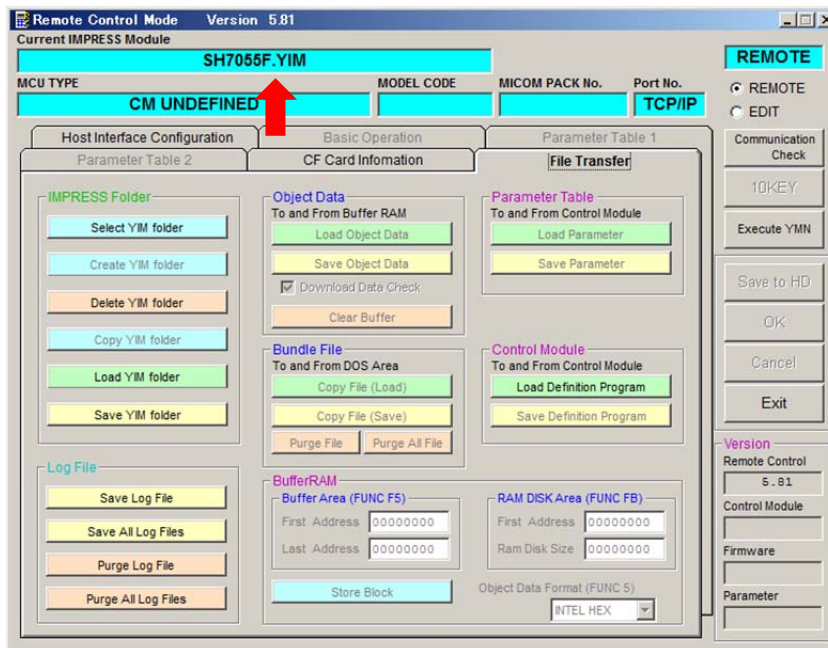 Remote Control Mode Version 5.81
Current IMPRESS Module
SH7055F.YIM
REMOTE
MCU TYPE MODEL CODE MICOM PACK No. Port No.
CM UNDEFINED TCP/IP
REMOTE
EDIT
Host Interface Configuration Basic Operation Parameter Table 1
Parameter Table 2 CF Card Infomation File Transfer
Communication
Check
10KEY
Execute YMN
Save to HD
OK
Cancel
Exit
IMPRESS Folder
Select YIM folder
Create YIM folder
Delete YIM folder
Copy YIM folder
Load YIM folder
Save YIM folder
Log File
Save Log File
Save All Log Files
Purge Log File
Purge All Log Files
Object Data
To and From Buffer RAM
Load Object Data
Save Object Data
Download Data Check
Clear Buffer
Parameter Table
To and From Control Module
Load Parameter
Save Parameter
Bundle File
To and From DOS Area
Copy File (Load)
Copy File (Save)
Purge File Purge All File
Control Module
To and From Control Module
Load Definition Program
Save Definition Program
BufferRAM
Buffer Area (FUNC F5)
First Address 00000000
Last Address 00000000
Store Block
RAM DISK Area (FUNC FB)
First Address 00000000
Ram Disk Size 00000000
Object Data Format (FUNC 5)
INTEL HEX
Version
Remote Control
5.81
Control Module
Firmware
Parameter